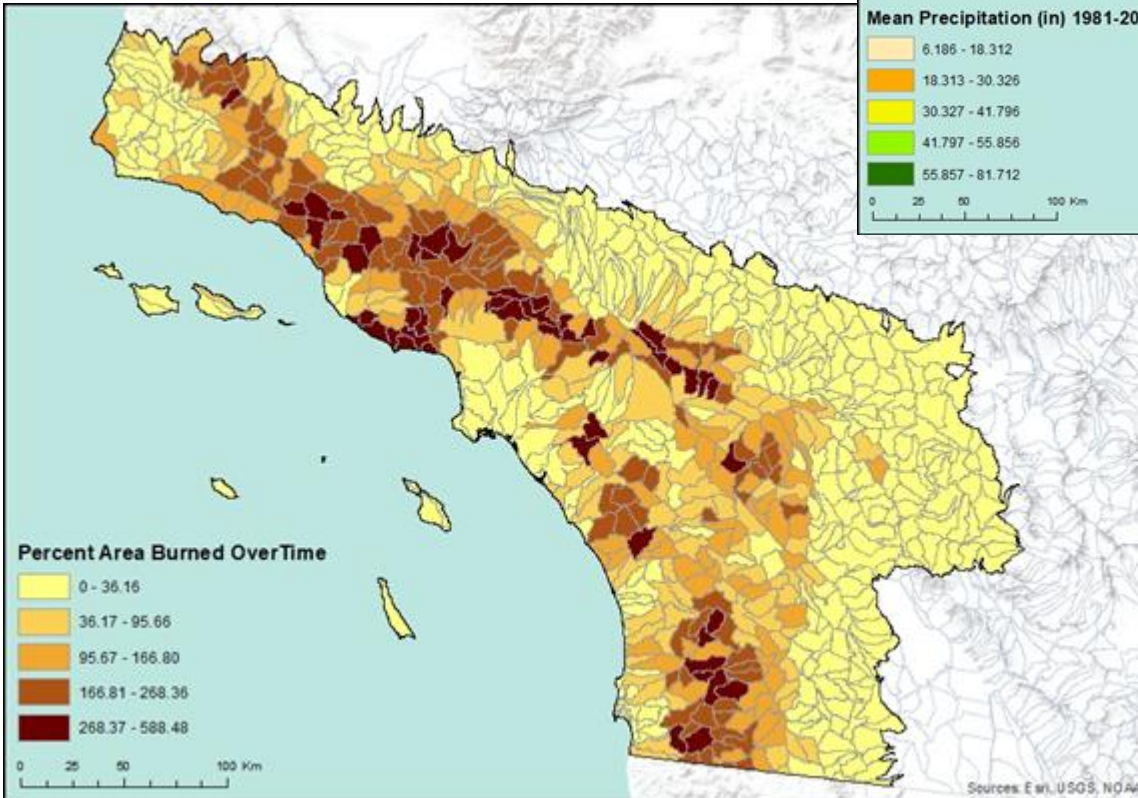 Mean Precipitation (in) 1981-20
6.186 - 18.312
18.313 - 30.326
30.327 - 41.796
41.797 - 55.856
55.857 - 81.712
0 25 50 100 Km
Percent Area Burned OverTime
0 - 36.16
36.17 - 95.66
95.67 - 166.80
166.81 - 268.36
268.37 - 588.48
0 25 50 100 Km
Sources: Esri, USGS, NOAA